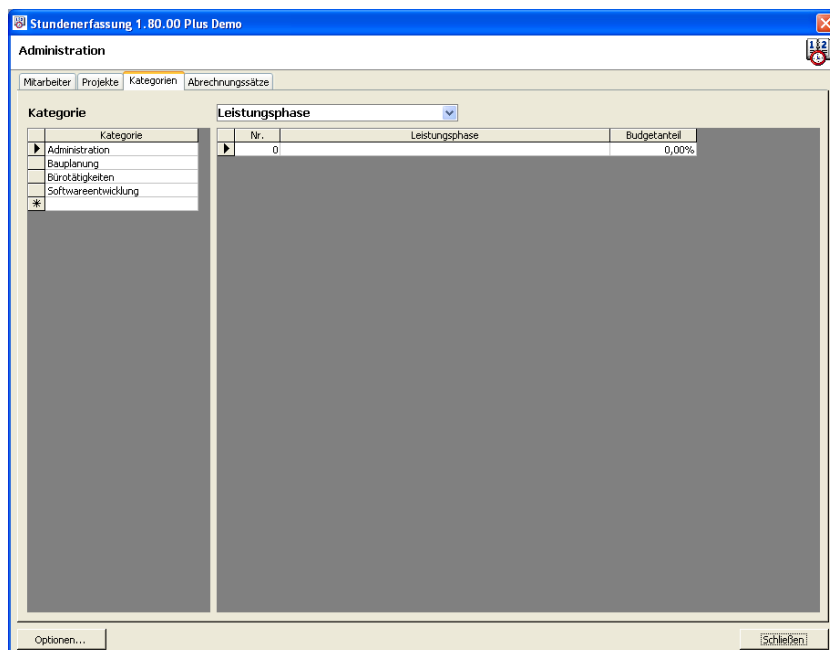 Stundenerfassung 1.80.00 Plus Demo
Administration
Mitarbeiter Projekte Kategorien Abrechnungssätze
Kategorie Leistungsphase
Kategorie Nr. Leistungsphase Budgetanteil
Administration 0 0,00%
Bauplanung
Bürotätigkeiten
Softwareentwicklung
Optionen... Schließen